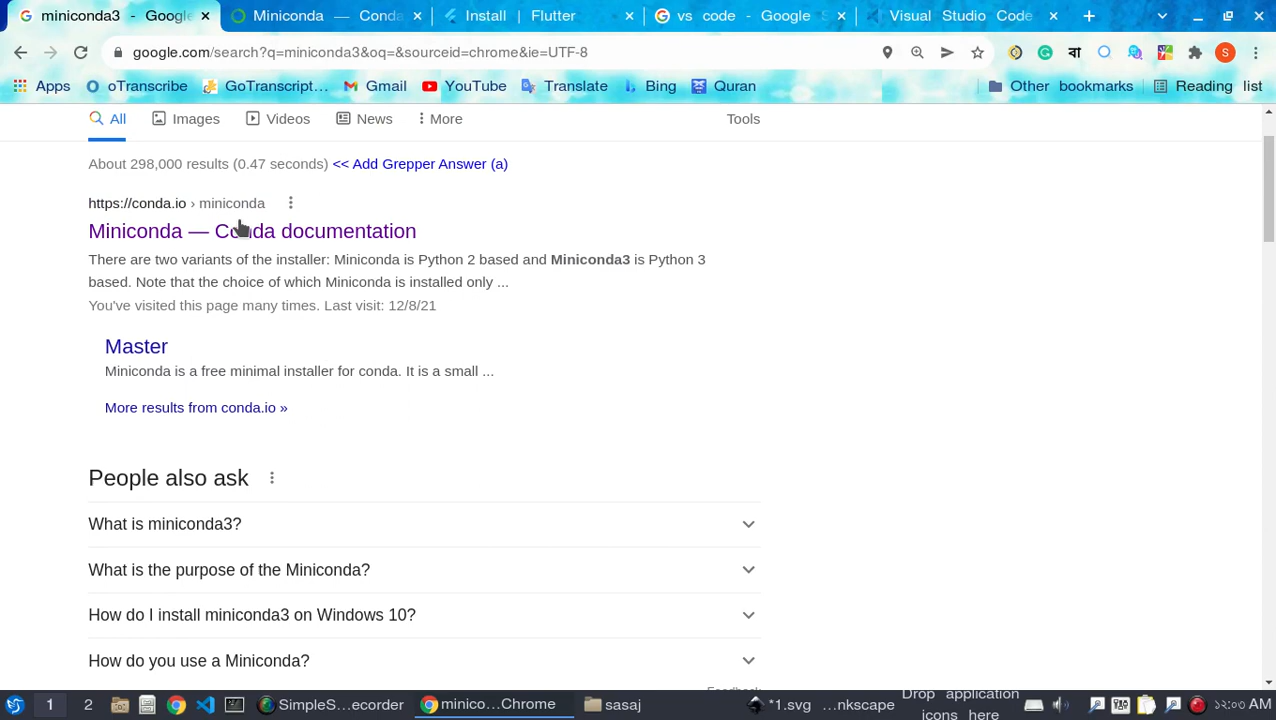 miniconda3 - Google
Miniconda — Conda
Install | Flutter
vs code - Google S
Visual Studio Code
google.com/search?q=miniconda3&oq=&sourceid=chrome&ie=UTF-8
Apps
oTranscribe
GoTranscript…
Gmail
YouTube
Translate
Bing
Quran
Other bookmarks
Reading list
All
Images
Videos
News
More
Tools
About 298,000 results (0.47 seconds) << Add Grepper Answer (a)
https://conda.io › miniconda
Miniconda — Conda documentation
There are two variants of the installer: Miniconda is Python 2 based and Miniconda3 is Python 3
based. Note that the choice of which Miniconda is installed only ...
You've visited this page many times. Last visit: 12/8/21
Master
Miniconda is a free minimal installer for conda. It is a small ...
More results from conda.io »
People also ask
What is miniconda3?
What is the purpose of the Miniconda?
How do I install miniconda3 on Windows 10?
How do you use a Miniconda?
Feedback
1
2
SimpleS…ecorder
minico…Chrome
sasaj
*1.svg …nkscape
Drop application
icons here
১২:০০ AM